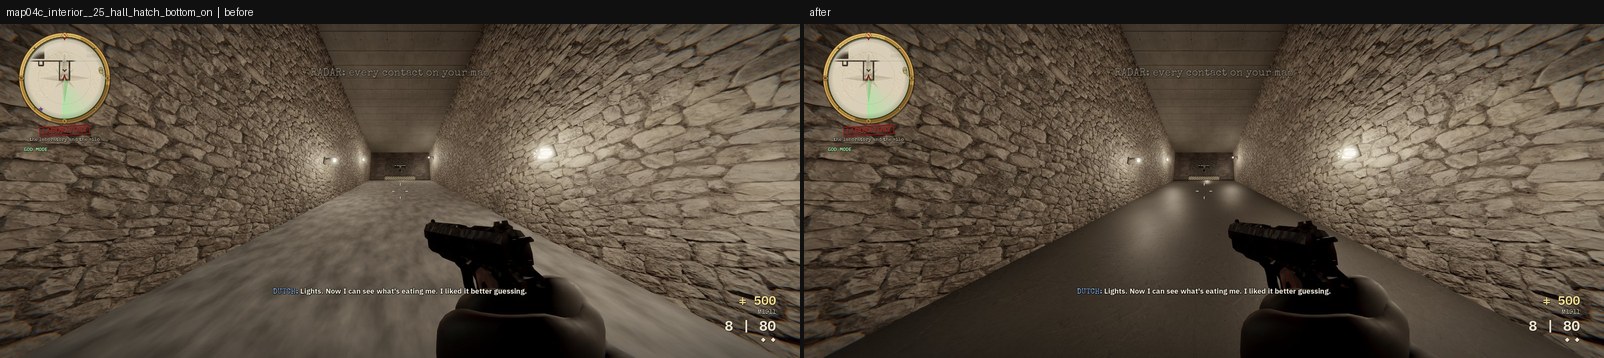 map04c_interior__25_hall_hatch_bottom_on | before
RADAR: every contact on your map
GOD MODE
DUTCH: Lights. Now I can see what's eating me. I liked it better guessing.
+ 500
M1911
8 | 80
after
RADAR: every contact on your map
GOD MODE
DUTCH: Lights. Now I can see what's eating me. I liked it better guessing.
+ 500
M1911
8 | 80